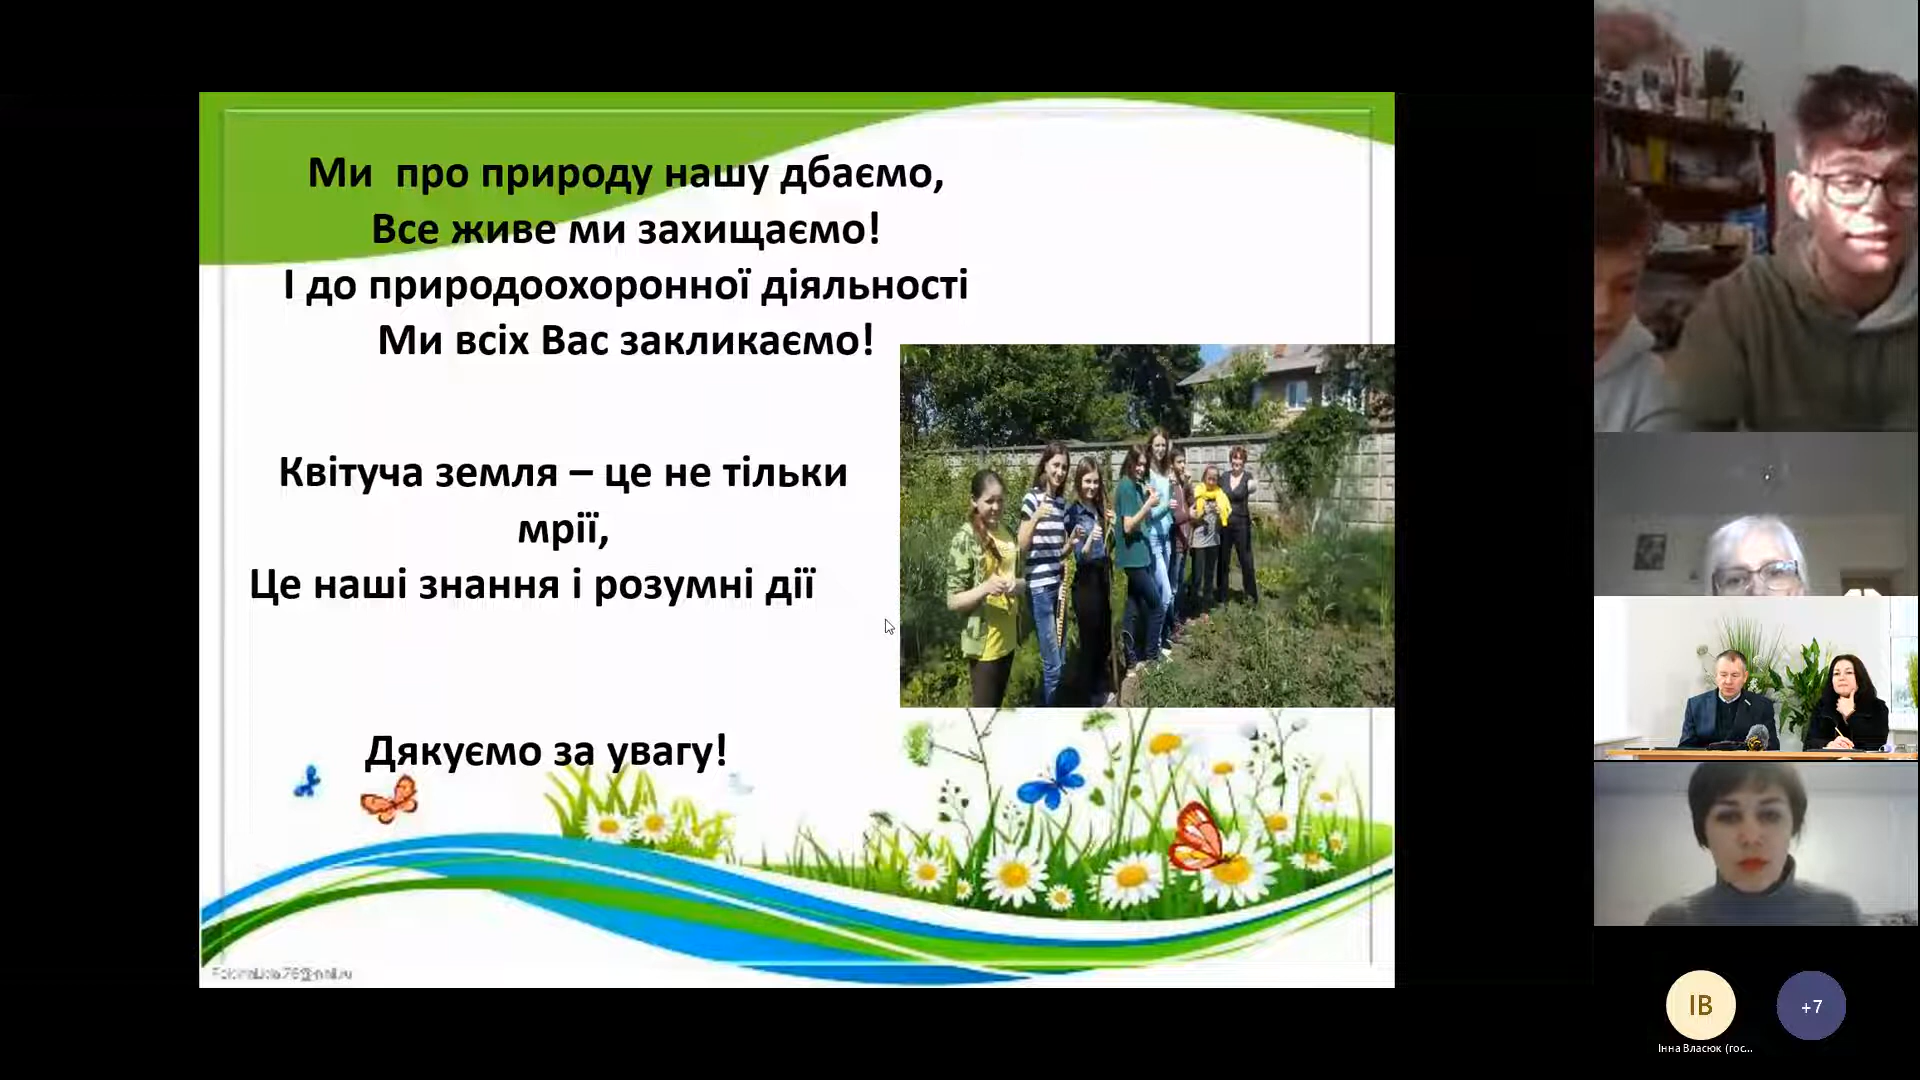 Ми про природу нашу дбаємо,
Все живе ми захищаємо!
І до природоохоронної діяльності
Ми всіх Вас закликаємо!
Квітуча земля – це не тільки
мрії,
Це наші знання і розумні дії
Дякуємо за увагу!
ІВ
+7
Інна Власюк (гос...